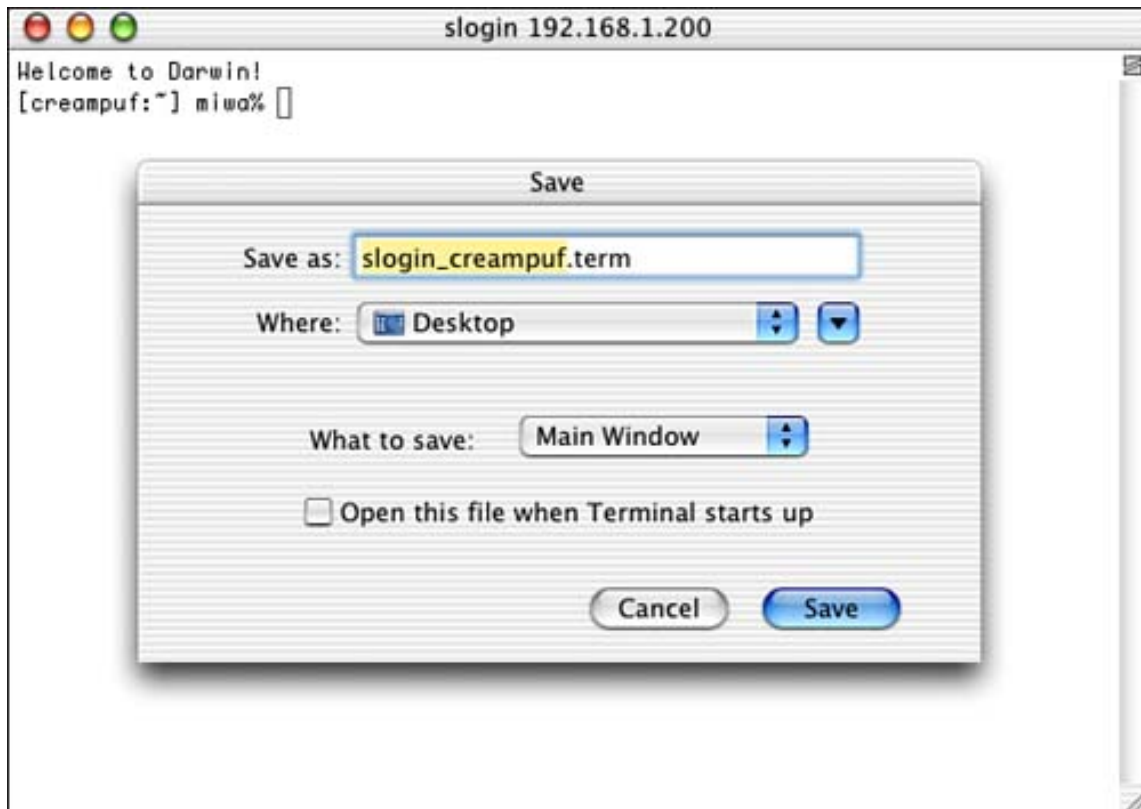 slogin 192.168.1.200
Welcome to Darwin!
[creampuf:~] miwa%
Save
Save as: slogin_creampuf.term
Where: Desktop
What to save: Main Window
Open this file when Terminal starts up
Cancel Save